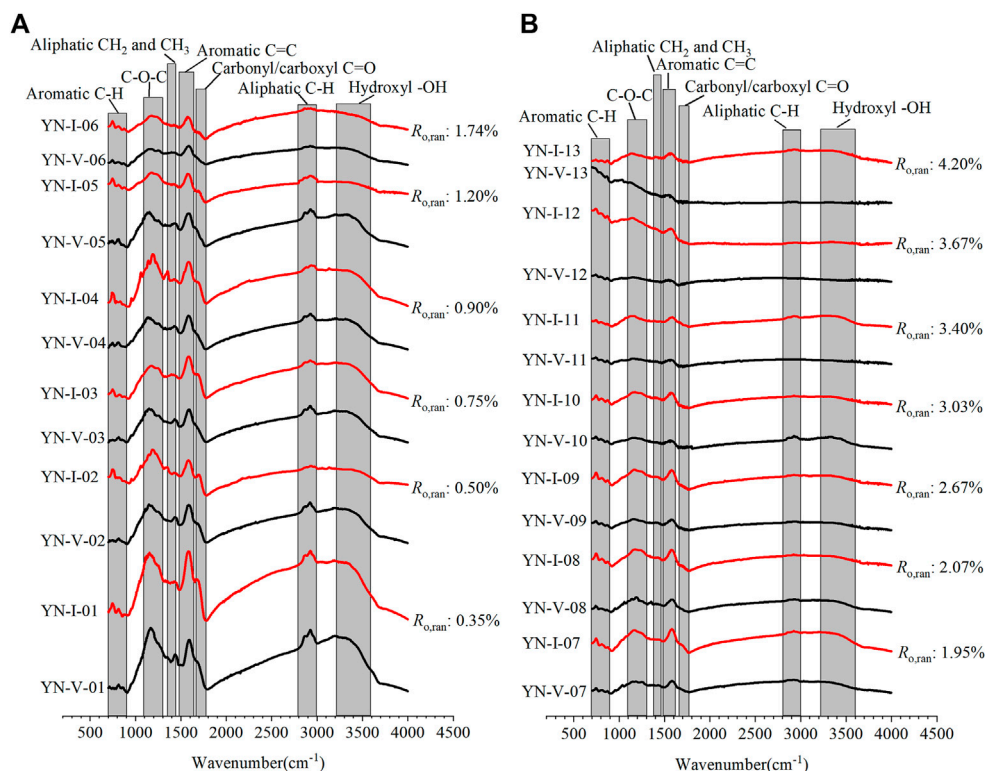 A
Aliphatic CH2 and CH3
Aromatic C=C
C-O-C
Carbonyl/carboxyl C=O
Aromatic C-H
Aliphatic C-H
Hydroxyl -OH
YN-I-06
Ro,ran: 1.74%
YN-V-06
YN-I-05
Ro,ran: 1.20%
YN-V-05
YN-I-04
Ro,ran: 0.90%
YN-V-04
YN-I-03
Ro,ran: 0.75%
YN-V-03
YN-I-02
Ro,ran: 0.50%
YN-V-02
YN-I-01
Ro,ran: 0.35%
YN-V-01
500 1000 1500 2000 2500 3000 3500 4000 4500
Wavenumber(cm-1)
B
Aliphatic CH2 and CH3
Aromatic C=C
C-O-C
Carbonyl/carboxyl C=O
Aromatic C-H
Aliphatic C-H
Hydroxyl -OH
YN-I-13
Ro,ran: 4.20%
YN-V-13
YN-I-12
Ro,ran: 3.67%
YN-V-12
YN-I-11
Ro,ran: 3.40%
YN-V-11
YN-I-10
Ro,ran: 3.03%
YN-V-10
YN-I-09
Ro,ran: 2.67%
YN-V-09
YN-I-08
Ro,ran: 2.07%
YN-V-08
YN-I-07
Ro,ran: 1.95%
YN-V-07
500 1000 1500 2000 2500 3000 3500 4000 4500
Wavenumber(cm-1)